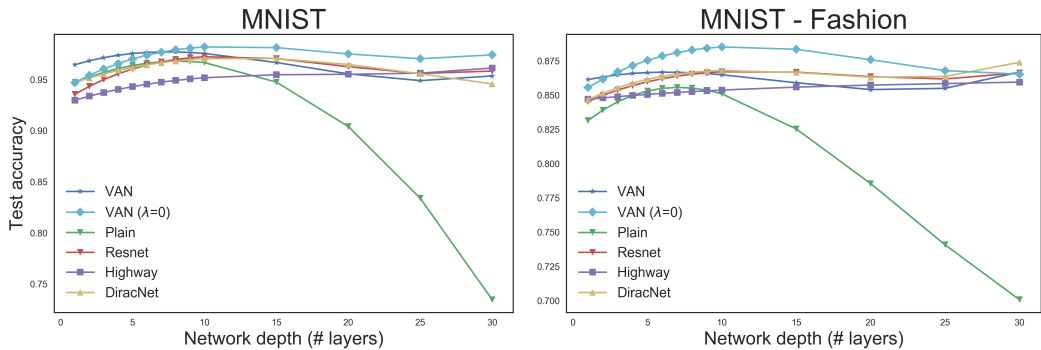 MNIST
Test accuracy
0.95
0.90
0.85
0.80
0.75
VAN
VAN (λ=0)
Plain
Resnet
Highway
DiracNet
0 5 10 15 20 25 30
Network depth (# layers)
MNIST - Fashion
0.875
0.850
0.825
0.800
0.775
0.750
0.725
0.700
VAN
VAN (λ=0)
Plain
Resnet
Highway
DiracNet
0 5 10 15 20 25 30
Network depth (# layers)